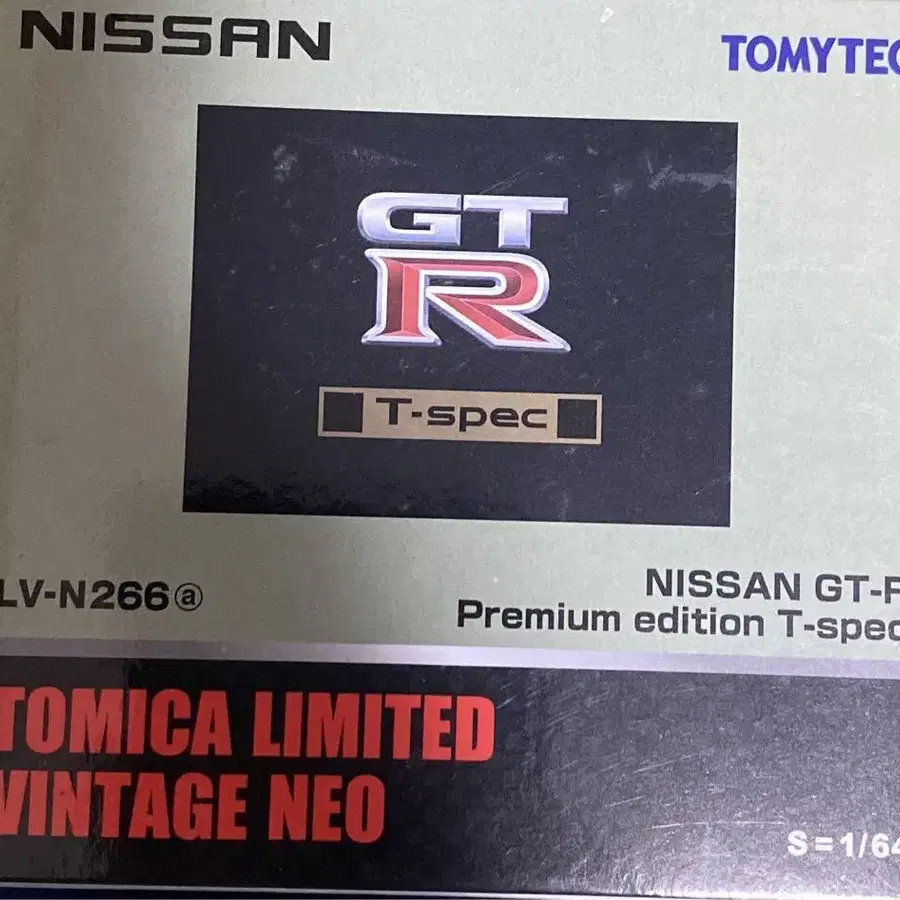 NISSAN
TOMYTEC
GT
R
T-spec
LV-N266ⓐ
NISSAN GT-R
Premium edition T-spec
TOMICA LIMITED
VINTAGE NEO
S=1/64